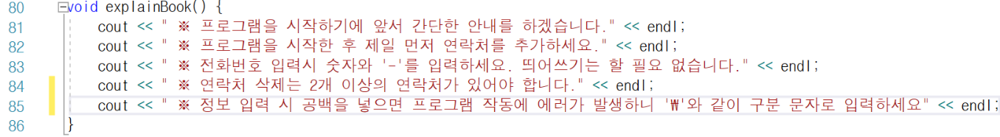 80 void explainBook() {
81 cout << " ※ 프로그램을 시작하기에 앞서 간단한 안내를 하겠습니다." << endl;
82 cout << " ※ 프로그램을 시작한 후 제일 먼저 연락처를 추가하세요." << endl;
83 cout << " ※ 전화번호 입력시 숫자와 '-'를 입력하세요. 띄어쓰기는 할 필요 없습니다." << endl;
84 cout << " ※ 연락처 삭제는 2개 이상의 연락처가 있어야 합니다." << endl;
85 cout << " ※ 정보 입력 시 공백을 넣으면 프로그램 작동에 에러가 발생하니 '₩'와 같이 구분 문자로 입력하세요" << endl;
86 }